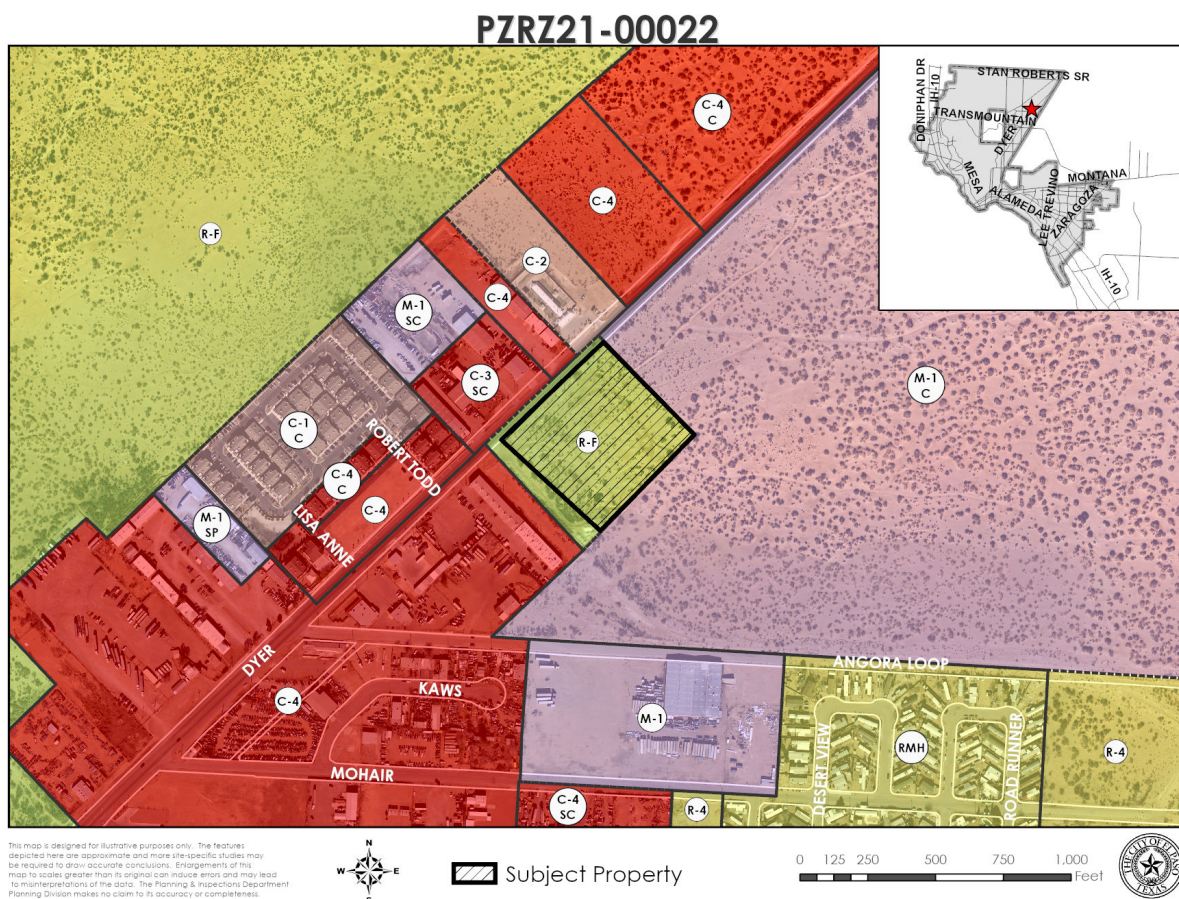 PZRZ21-00022
DONIPHAN DR
IH-10
STAN ROBERTS SR
TRANSMOUNTAIN
DYER
MESA
ALAMEDA
LEE TREVINO
MONTANA
ZARAGOZA
IH-10
C-4
C
C-4
R-F
C-2
C-4
M-1
SC
C-3
SC
M-1
C
R-F
C-1
C
ROBERT TODD
C-4
C
C-4
LISA ANNE
M-1
SP
DYER
ANGORA LOOP
KAWS
C-4
M-1
RMH
R-4
DESERT VIEW
ROAD RUNNER
MOHAIR
C-4
SC
R-4
This map is designed for illustrative purposes only. The features
depicted here are approximate and more site-specific studies may
be required to draw accurate conclusions. Enlargements of this
map to scales greater than its original can induce errors and may lead
to misinterpretations of the data. The Planning & Inspections Department
Planning Division makes no claim to its accuracy or completeness.
N
W
E
S
Subject Property
0 125 250 500 750 1,000
Feet
THE CITY OF EL PASO
TEXAS